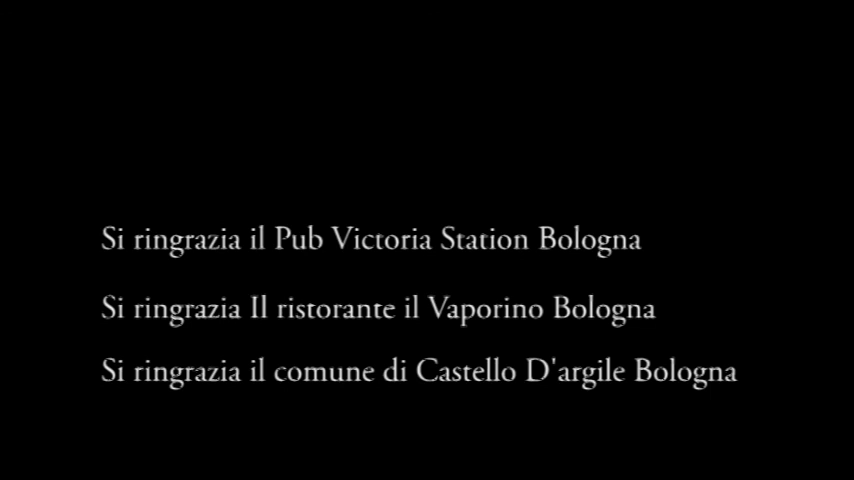 Si ringrazia il Pub Victoria Station Bologna
Si ringrazia Il ristorante il Vaporino Bologna
Si ringrazia il comune di Castello D'argile Bologna